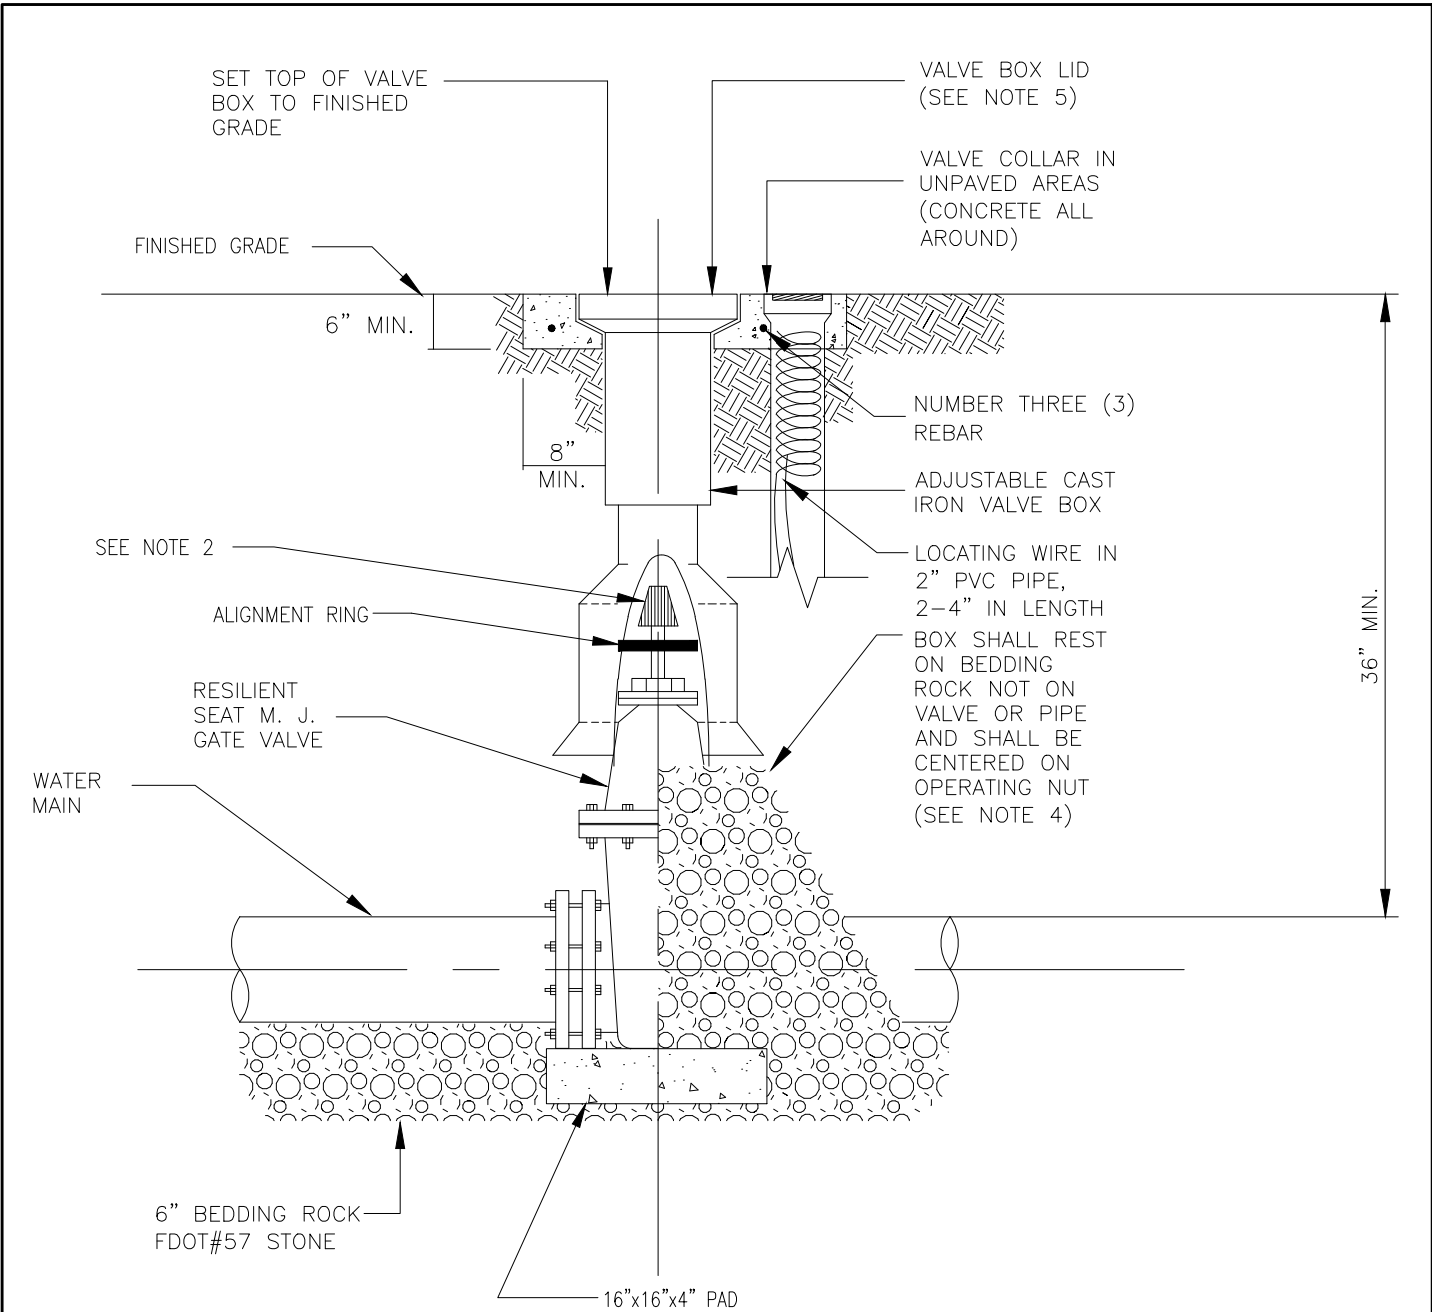 SET TOP OF VALVE
BOX TO FINISHED
GRADE
VALVE BOX LID
(SEE NOTE 5)
VALVE COLLAR IN
UNPAVED AREAS
(CONCRETE ALL
AROUND)
FINISHED GRADE
6” MIN.
NUMBER THREE (3)
REBAR
8”
MIN.
ADJUSTABLE CAST
IRON VALVE BOX
SEE NOTE 2
LOCATING WIRE IN
2” PVC PIPE,
2-4” IN LENGTH
ALIGNMENT RING
BOX SHALL REST
ON BEDDING
ROCK NOT ON
VALVE OR PIPE
AND SHALL BE
CENTERED ON
OPERATING NUT
(SEE NOTE 4)
36” MIN.
RESILIENT
SEAT M. J.
GATE VALVE
WATER
MAIN
6” BEDDING ROCK
FDOT#57 STONE
16”x16”x4” PAD